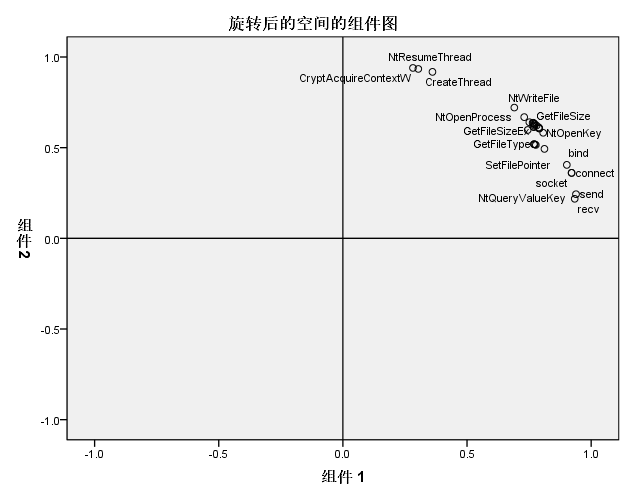 旋转后的空间的组件图
NtResumeThread
CryptAcquireContextW
CreateThread
NtWriteFile
NtOpenProcess
GetFileSize
GetFileSizeEx
NtOpenKey
GetFileType
bind
SetFilePointer
connect
socket
NtQueryValueKey
send
recv
组件 2
1.0
0.5
0.0
-0.5
-1.0
-1.0
-0.5
0.0
0.5
1.0
组件 1